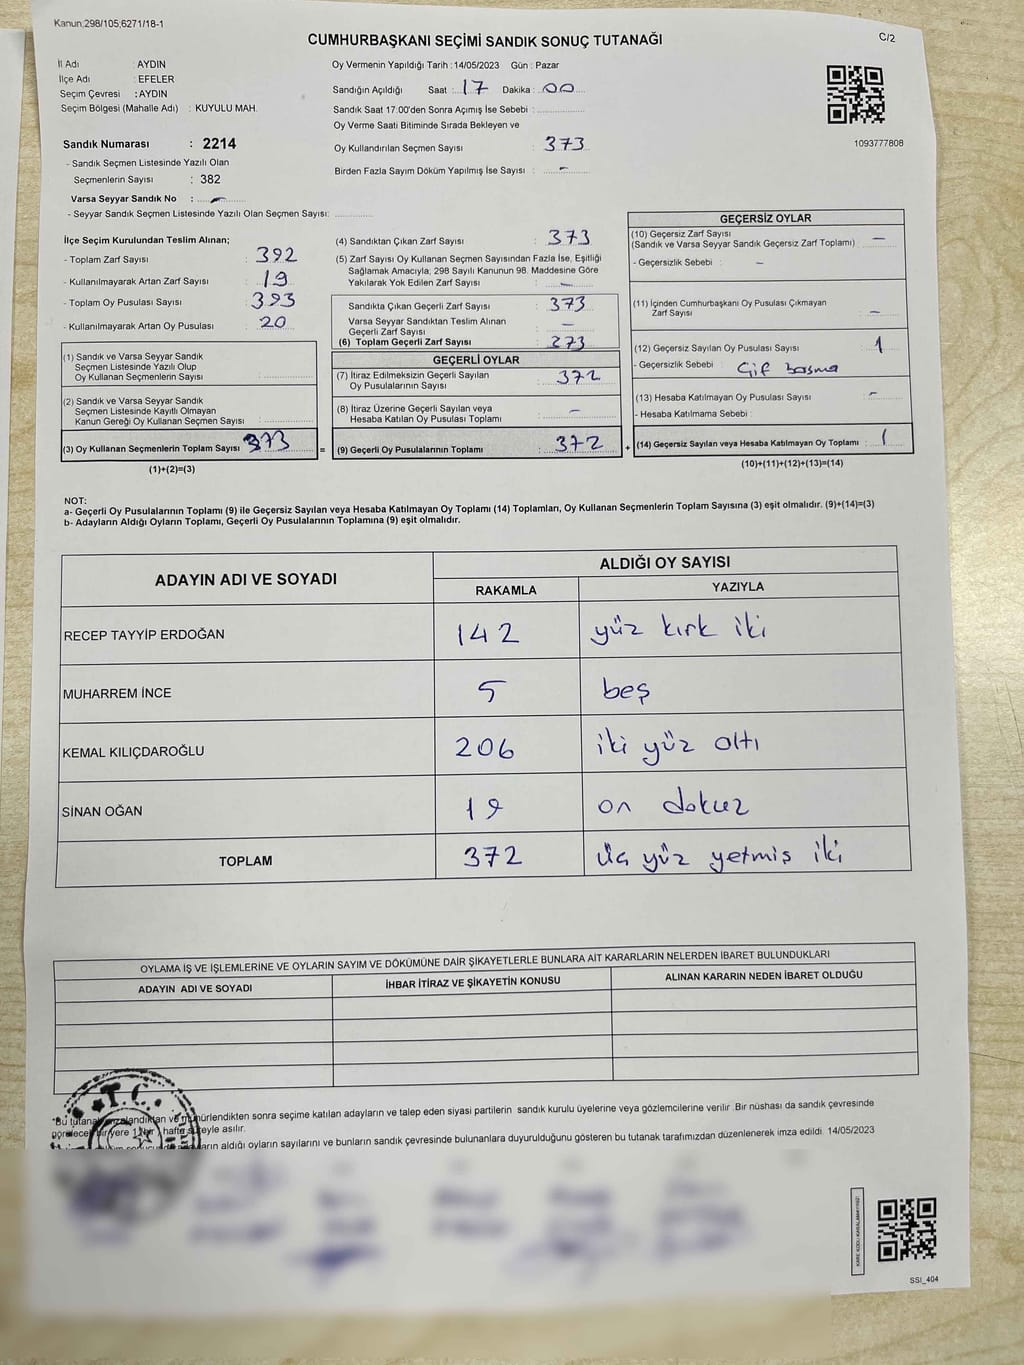 Kanun;298/105,6271/18-1
C/2
CUMHURBAŞKANI SEÇİMİ SANDIK SONUÇ TUTANAĞI
İl Adı : AYDIN
İlçe Adı : EFELER
Seçim Çevresi : AYDIN
Seçim Bölgesi (Mahalle Adı) : KUYULU MAH.
Oy Vermenin Yapıldığı Tarih : 14/05/2023 Gün : Pazar
Sandığın Açıldığı Saat : 17 Dakika : 00
Sandık Saat 17:00'den Sonra Açımış İse Sebebi :
Oy Verme Saati Bitiminde Sırada Bekleyen ve
Oy Kullandırılan Seçmen Sayısı : 373
Birden Fazla Sayım Döküm Yapılmış İse Sayısı : -
1093777808
Sandık Numarası : 2214
- Sandık Seçmen Listesinde Yazılı Olan
Seçmenlerin Sayısı : 382
Varsa Seyyar Sandık No : -
- Seyyar Sandık Seçmen Listesinde Yazılı Olan Seçmen Sayısı:
İlçe Seçim Kurulundan Teslim Alınan;
- Toplam Zarf Sayısı : 392
- Kullanılmayarak Artan Zarf Sayısı : 19
- Toplam Oy Pusulası Sayısı : 393
- Kullanılmayarak Artan Oy Pusulası : 20
(1) Sandık ve Varsa Seyyar Sandık
Seçmen Listesinde Yazılı Olup
Oy Kullanan Seçmenlerin Sayısı :
(2) Sandık ve Varsa Seyyar Sandık
Seçmen Listesinde Kayıtlı Olmayan
Kanun Gereği Oy Kullanan Seçmen Sayısı :
(3) Oy Kullanan Seçmenlerin Toplam Sayısı 373
(1)+(2)=(3)
(4) Sandıktan Çıkan Zarf Sayısı : 373
(5) Zarf Sayısı Oy Kullanan Seçmen Sayısından Fazla İse, Eşitliği
Sağlamak Amacıyla; 298 Sayılı Kanunun 98. Maddesine Göre
Yakılarak Yok Edilen Zarf Sayısı : -
Sandıkta Çıkan Geçerli Zarf Sayısı : 373
Varsa Seyyar Sandıktan Teslim Alınan
Geçerli Zarf Sayısı : -
(6) Toplam Geçerli Zarf Sayısı : 273
GEÇERLİ OYLAR
(7) İtiraz Edilmeksizin Geçerli Sayılan
Oy Pusulalarının Sayısı : 372
(8) İtiraz Üzerine Geçerli Sayılan veya
Hesaba Katılan Oy Pusulası Toplamı : -
= (9) Geçerli Oy Pusulalarının Toplamı : 372
GEÇERSİZ OYLAR
(10) Geçersiz Zarf Sayısı
(Sandık ve Varsa Seyyar Sandık Geçersiz Zarf Toplamı) : -
- Geçersizlik Sebebi : -
(11) İçinden Cumhurbaşkanı Oy Pusulası Çıkmayan
Zarf Sayısı : -
(12) Geçersiz Sayılan Oy Pusulası Sayısı : 1
- Geçersizlik Sebebi : Çif basma
(13) Hesaba Katılmayan Oy Pusulası Sayısı : -
- Hesaba Katılmama Sebebi :
+ (14) Geçersiz Sayılan veya Hesaba Katılmayan Oy Toplamı : 1
(10)+(11)+(12)+(13)=(14)
NOT:
a- Geçerli Oy Pusulalarının Toplamı (9) ile Geçersiz Sayılan veya Hesaba Katılmayan Oy Toplamı (14) Toplamları, Oy Kullanan Seçmenlerin Toplam Sayısına (3) eşit olmalıdır. (9)+(14)=(3)
b- Adayların Aldığı Oyların Toplamı, Geçerli Oy Pusulalarının Toplamına (9) eşit olmalıdır.
ADAYIN ADI VE SOYADI
ALDIĞI OY SAYISI
RAKAMLA YAZIYLA
RECEP TAYYİP ERDOĞAN 142 yüz kırk iki
MUHARREM İNCE 5 beş
KEMAL KILIÇDAROĞLU 206 iki yüz altı
SİNAN OĞAN 19 on dokuz
TOPLAM 372 üç yüz yetmiş iki
OYLAMA İŞ VE İŞLEMLERİNE VE OYLARIN SAYIM VE DÖKÜMÜNE DAİR ŞİKAYETLERLE BUNLARA AİT KARARLARIN NELERDEN İBARET BULUNDUKLARI
ADAYIN ADI VE SOYADI İHBAR İTİRAZ VE ŞİKAYETİN KONUSU ALINAN KARARIN NEDEN İBARET OLDUĞU
T.C.
"Bu tutanak imzalandıktan ve mühürlendikten sonra seçime katılan adayların ve talep eden siyasi partilerin sandık kurulu üyelerine veya gözlemcilerine verilir .Bir nüshası da sandık çevresinde
görülecek bir yere 1 (bir) hafta süreyle asılır.
aldığı oyların sayılarını ve bunların sandık çevresinde bulunanlara duyurulduğunu gösteren bu tutanak tarafımızdan düzenlenerek imza edildi. 14/05/2023
SSI_404